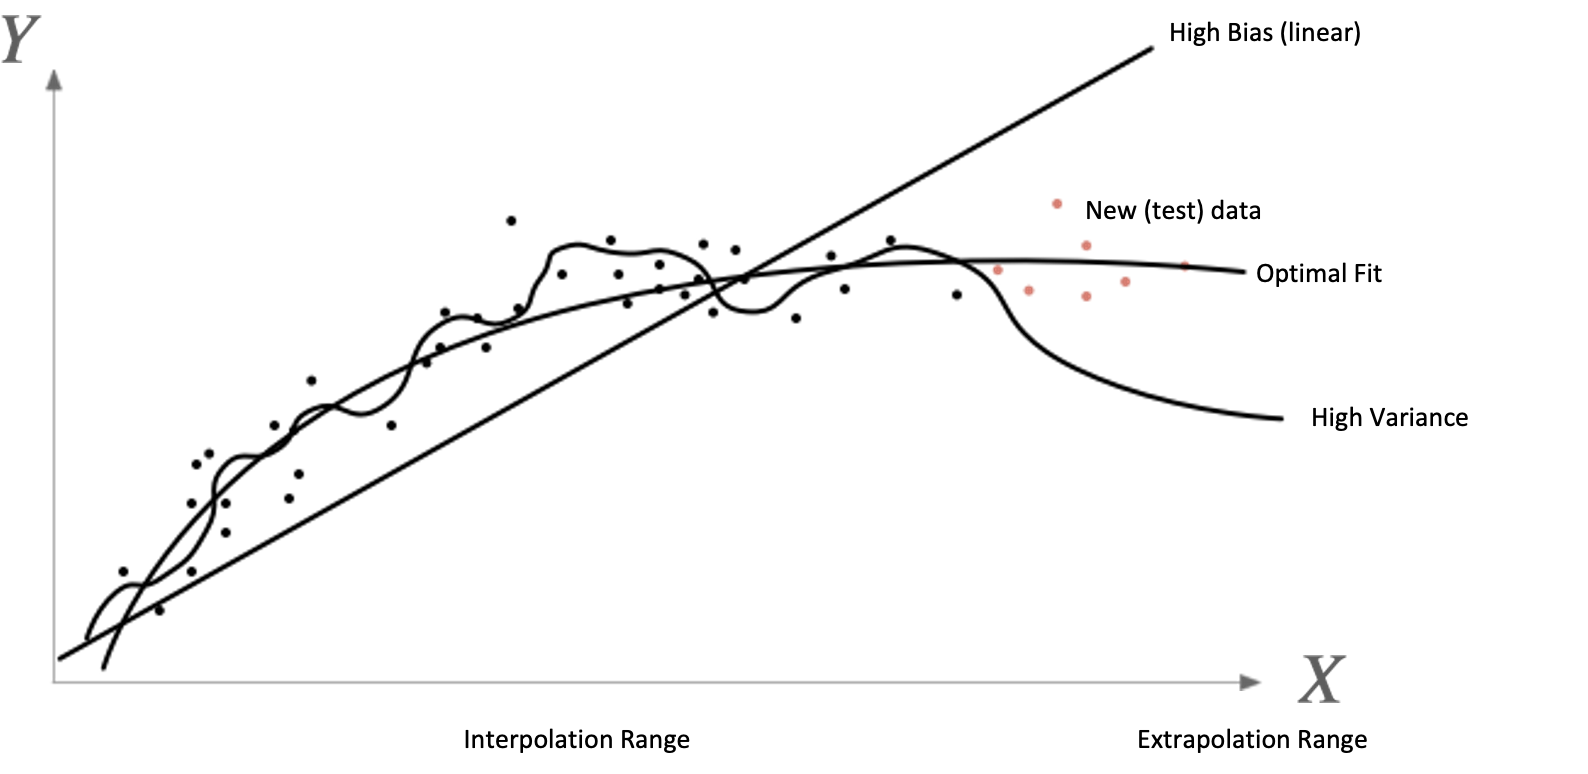 Y
High Bias (linear)
New (test) data
Optimal Fit
High Variance
X
Interpolation Range
Extrapolation Range